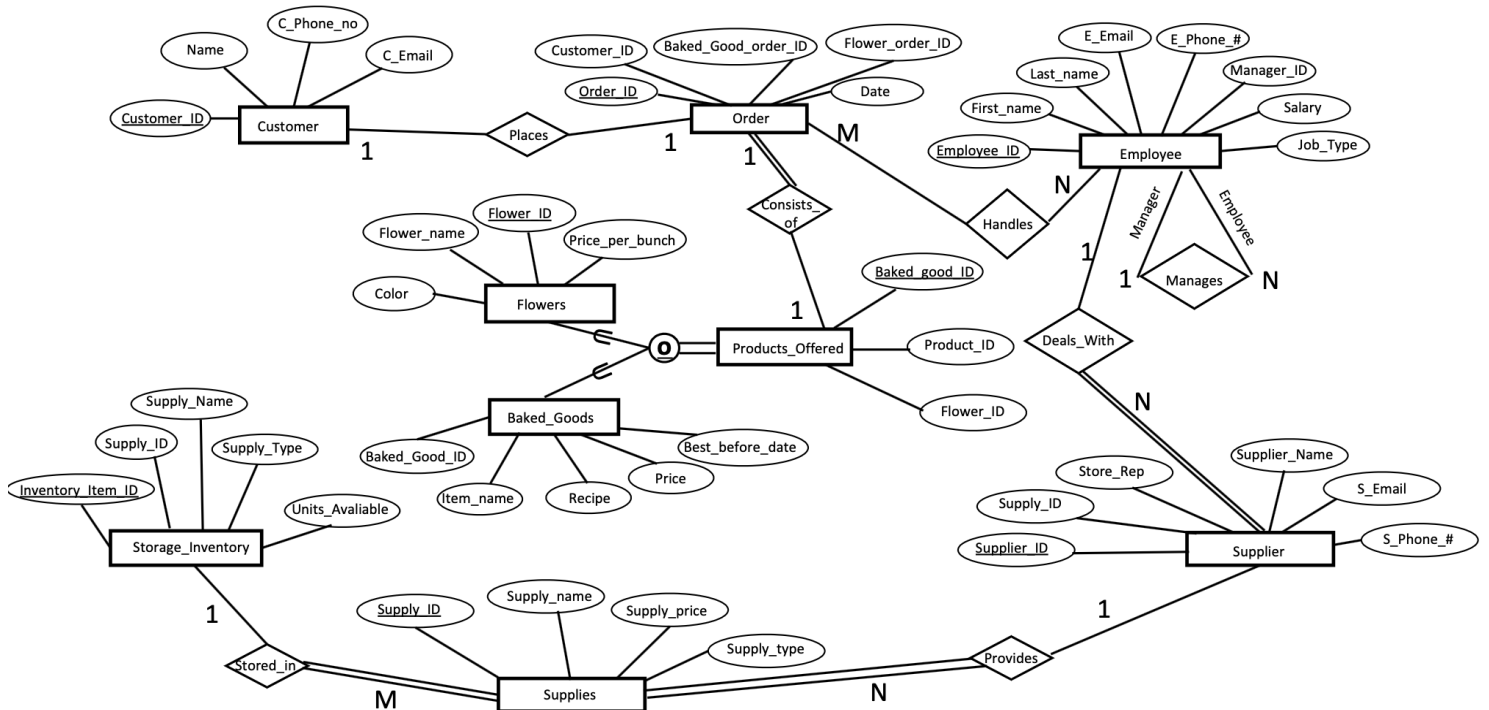 C_Phone_no
Name
C_Email
Customer_ID
Customer
1
Places
1
Customer_ID
Baked_Good_order_ID
Flower_order_ID
Order_ID
Date
Order
1
M
Consists_
of
1
Handles
N
E_Email
E_Phone_#
Last_name
Manager_ID
First_name
Salary
Employee_ID
Job_Type
Employee
Manager
Employee
1
Manages
N
1
Deals_With
N
Flower_ID
Flower_name
Price_per_bunch
Color
Flowers
U
U
O
Baked_good_ID
Products_Offered
Product_ID
Flower_ID
Baked_Goods
Baked_Good_ID
Item_name
Recipe
Price
Best_before_date
Supply_Name
Supply_ID
Supply_Type
Inventory_Item_ID
Units_Avaliable
Storage_Inventory
1
Stored_in
M
Supply_ID
Supply_name
Supply_price
Supply_type
Supplies
N
Provides
1
Supplier_Name
Store_Rep
S_Email
Supply_ID
Supplier_ID
S_Phone_#
Supplier